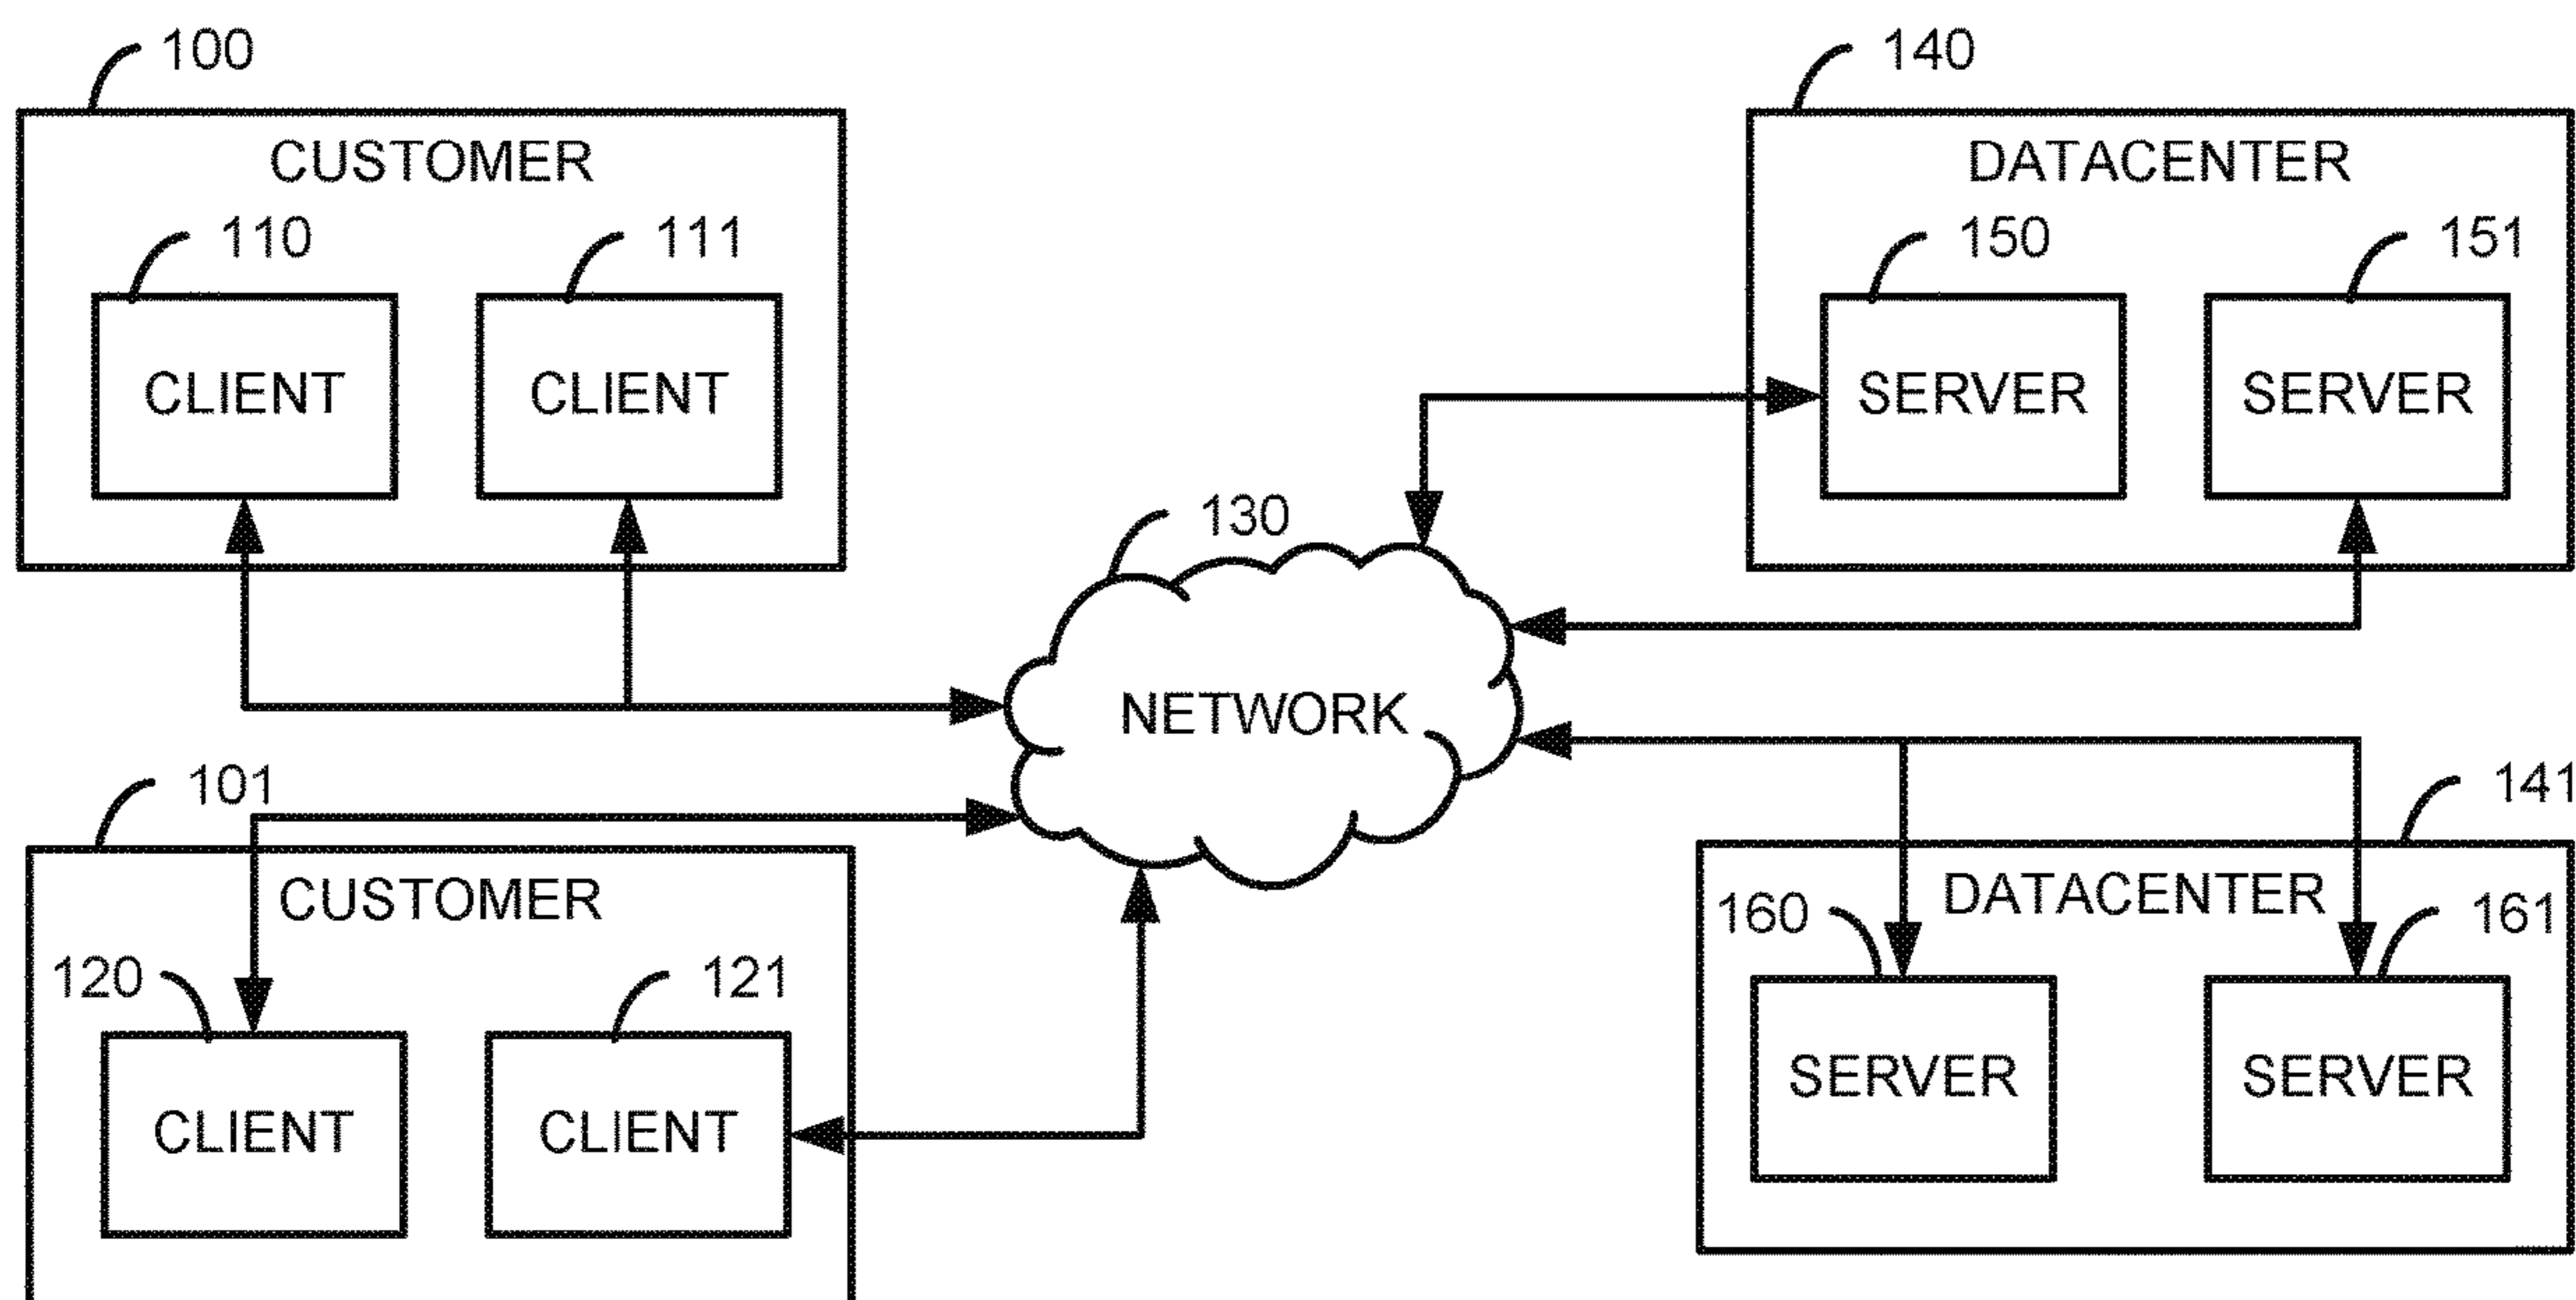 100
CUSTOMER
110
111
CLIENT
CLIENT
140
DATACENTER
150
151
SERVER
SERVER
130
NETWORK
101
CUSTOMER
120
121
CLIENT
CLIENT
141
DATACENTER
160
161
SERVER
SERVER